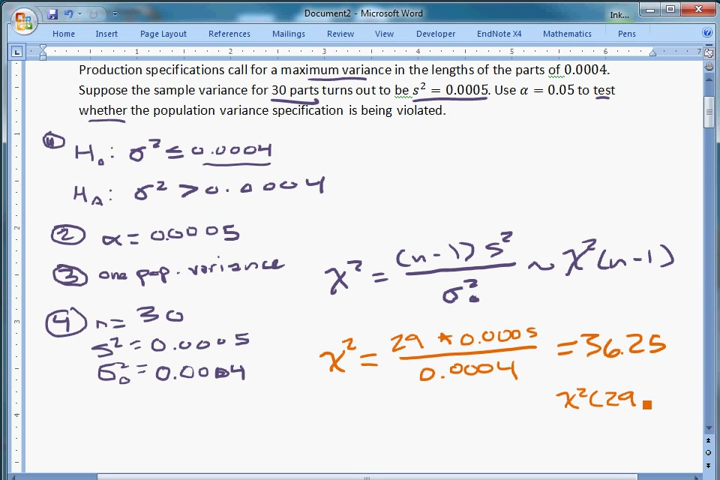 Document2 - Microsoft Word
Ink...
Home Insert Page Layout References Mailings Review View Developer EndNote X4 Mathematics Pens
Production specifications call for a maximum variance in the lengths of the parts of 0.0004.
Suppose the sample variance for 30 parts turns out to be s² = 0.0005. Use α = 0.05 to test
whether the population variance specification is being violated.
① H₀: σ² ≤ 0.0004
H_A: σ² > 0.0004
② α = 0.0005
③ one pop. variance
χ² = (n-1) s² / σ₀² ~ χ²(n-1)
④ n = 30
s² = 0.0005
σ₀² = 0.0004
χ² = 29 * 0.0005 / 0.0004 = 36.25
χ²(29